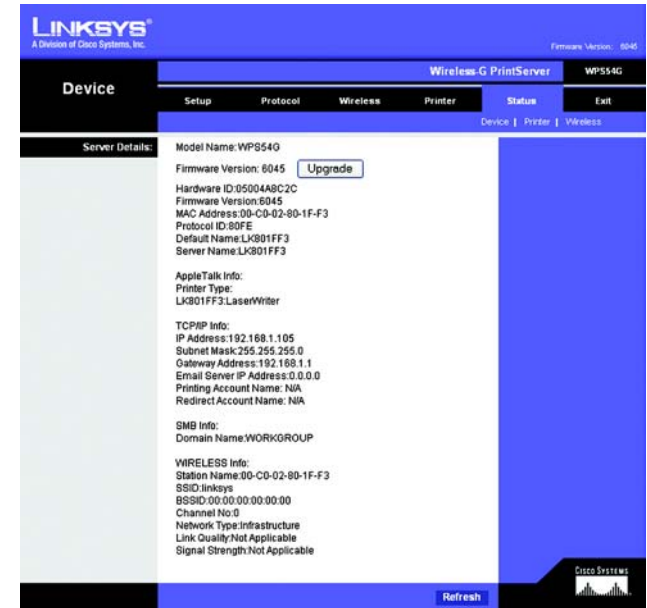 LINKSYS®
A Division of Cisco Systems, Inc.
Firmware Version: 6045
Wireless-G PrintServer WPS54G
Device
Setup Protocol Wireless Printer Status Exit
Device | Printer | Wireless
Server Details:
Model Name:WPS54G
Firmware Version: 6045 Upgrade
Hardware ID:05004A8C2C
Firmware Version:6045
MAC Address:00-C0-02-80-1F-F3
Protocol ID:80FE
Default Name:LK801FF3
Server Name:LK801FF3
AppleTalk Info:
Printer Type:
LK801FF3:LaserWriter
TCP/IP Info:
IP Address:192.168.1.105
Subnet Mask:255.255.255.0
Gateway Address:192.168.1.1
Email Server IP Address:0.0.0.0
Printing Account Name: N/A
Redirect Account Name: N/A
SMB Info:
Domain Name:WORKGROUP
WIRELESS Info:
Station Name:00-C0-02-80-1F-F3
SSID:linksys
BSSID:00:00:00:00:00:00
Channel No:0
Network Type:Infrastructure
Link Quality:Not Applicable
Signal Strength:Not Applicable
Refresh
CISCO SYSTEMS